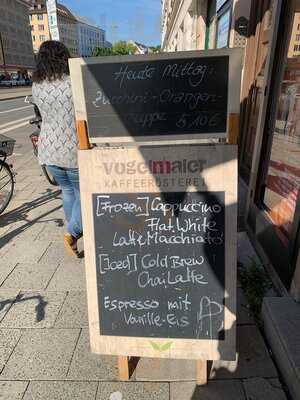 Heute Mittag:
Zucchini-Orangen-
suppe 5,10€
vogelmaier
KAFFEERÖSTEREI
[Frozen] Cappuccino
Flat White
Latte Macchiato
[Iced] Cold Brew
Chai Latte
Espresso mit
Vanille-Eis